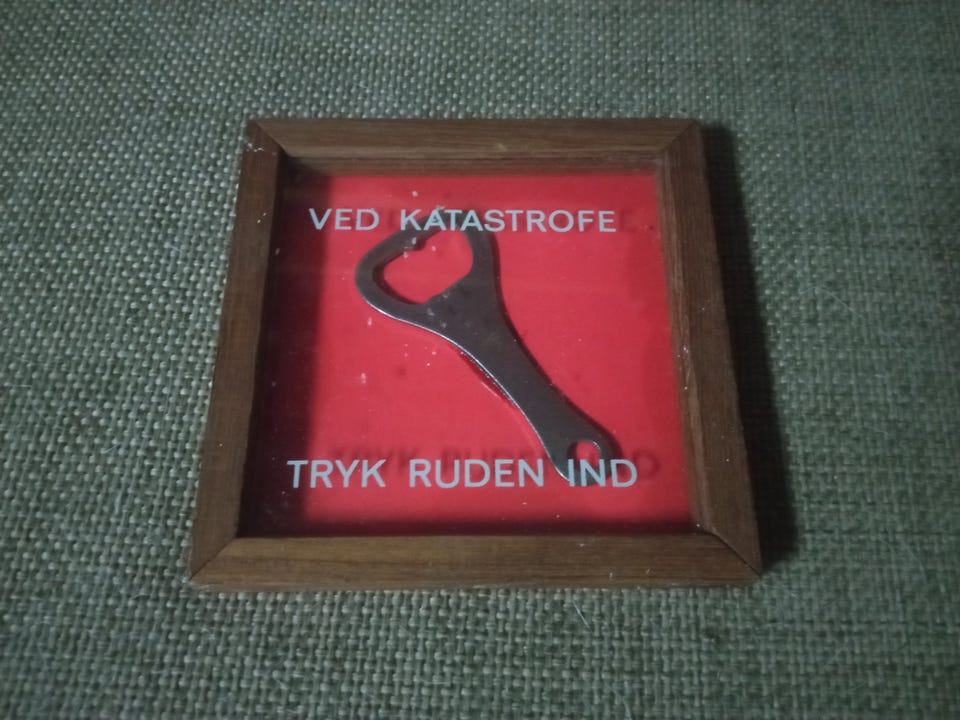 VED KATASTROFE
TRYK RUDEN IND